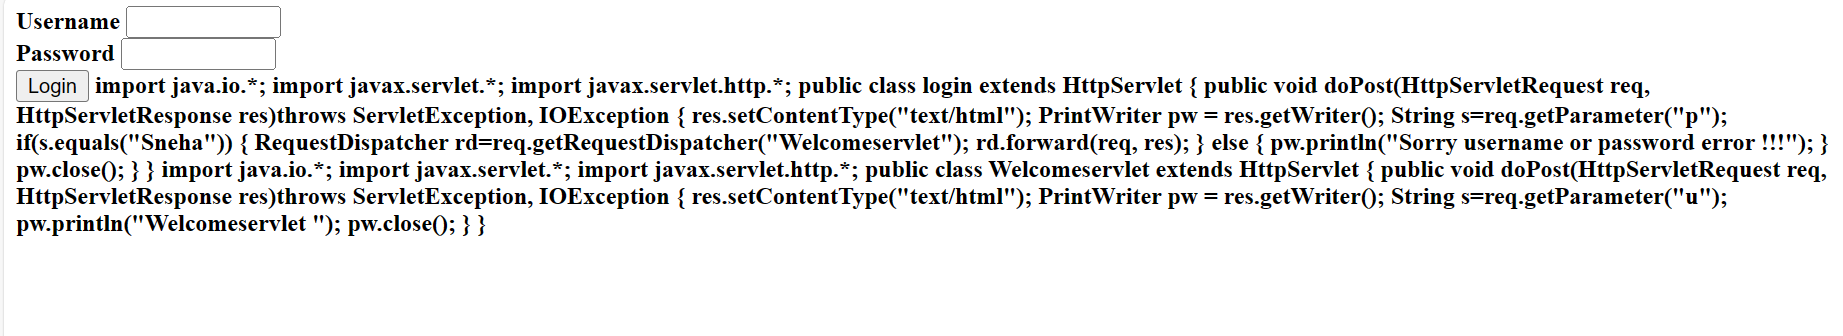 Username
Password
Login import java.io.*; import javax.servlet.*; import javax.servlet.http.*; public class login extends HttpServlet { public void doPost(HttpServletRequest req,
HttpServletResponse res)throws ServletException, IOException { res.setContentType("text/html"); PrintWriter pw = res.getWriter(); String s=req.getParameter("p");
if(s.equals("Sneha")) { RequestDispatcher rd=req.getRequestDispatcher("Welcomeservlet"); rd.forward(req, res); } else { pw.println("Sorry username or password error !!!"); }
pw.close(); } } import java.io.*; import javax.servlet.*; import javax.servlet.http.*; public class Welcomeservlet extends HttpServlet { public void doPost(HttpServletRequest req,
HttpServletResponse res)throws ServletException, IOException { res.setContentType("text/html"); PrintWriter pw = res.getWriter(); String s=req.getParameter("u");
pw.println("Welcomeservlet "); pw.close(); } }